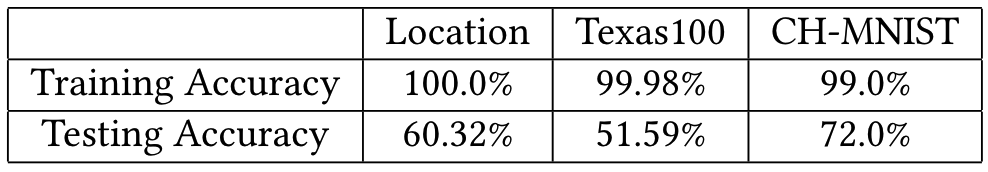 Location Texas100 CH-MNIST
Training Accuracy 100.0% 99.98% 99.0%
Testing Accuracy 60.32% 51.59% 72.0%